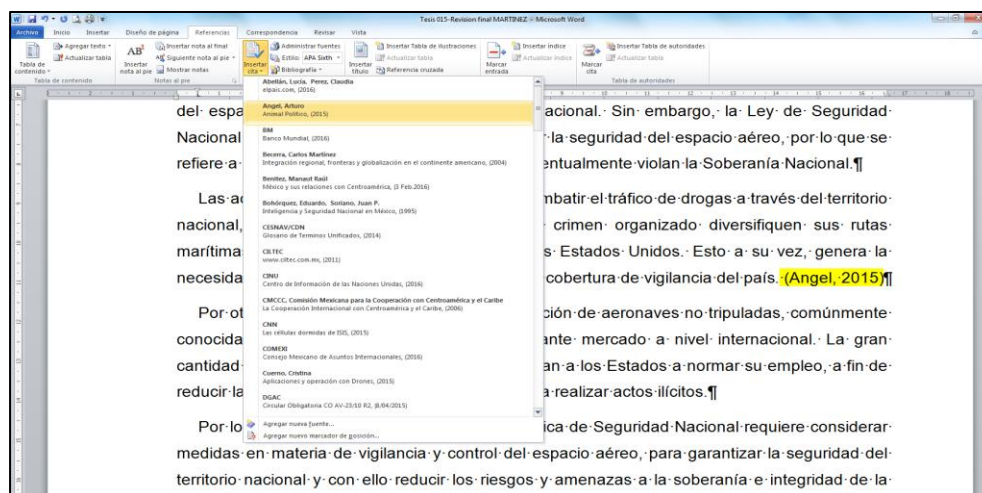 Tesis 015-Revision final MARTINEZ - Microsoft Word
Archivo Inicio Insertar Diseño de página Referencias Correspondencia Revisar Vista
Tabla de contenido
Agregar texto
Actualizar tabla
Tabla de contenido
AB¹
Insertar nota al pie
Insertar nota al final
Siguiente nota al pie
Mostrar notas
Notas al pie
Insertar cita
Administrar fuentes
Estilo: APA Sixth
Bibliografía
Insertar título
Insertar Tabla de ilustraciones
Actualizar tabla
Referencia cruzada
Marcar entrada
Insertar índice
Actualizar índice
Marcar cita
Insertar Tabla de autoridades
Actualizar tabla
Tabla de autoridades
Abellán, Lucía. Perez, Claudia
elpais.com, (2016)
Angel, Arturo
Animal Político, (2015)
BM
Banco Mundial, (2016)
Becerra, Carlos Martinez
Integración regional, fronteras y globalización en el continente americano, (2004)
Benitez, Manaut Raúl
México y sus relaciones con Centroamérica, (3 Feb.2016)
Bohórquez, Eduardo. Soriano, Juan P.
Inteligencia y Seguridad Nacional en México, (1995)
CESNAV/CDN
Glosario de Terminos Unificados, (2014)
CILTEC
www.ciltec.com.mx, (2011)
CINU
Centro de Información de las Naciones Unidas, (2016)
CMCCC, Comisión Mexicana para la Cooperación con Centroamérica y el Caribe
La Cooperación Internacional con Centroamérica y el Caribe, (2006)
CNN
Las células dormidas de ISIS, (2015)
COMEXI
Consejo Mexicano de Asuntos Internacionales, (2016)
Cuerno, Cristina
Aplicaciones y operación con Drones, (2015)
DGAC
Circular Obligatoria CO AV-23/10 R2, (8/04/2015)
Agregar nueva fuente...
Agregar nuevo marcador de posición...
del espa acional. Sin embargo, la Ley de Seguridad
Nacional la seguridad del espacio aéreo, por lo que se
refiere a entualmente violan la Soberanía Nacional.¶
Las ac mbatir el tráfico de drogas a través del territorio
nacional, crimen organizado diversifiquen sus rutas
marítima s Estados Unidos. Esto a su vez, genera la
necesida cobertura de vigilancia del país. (Angel, 2015)¶
Por ot ción de aeronaves no tripuladas, comúnmente
conocida ante mercado a nivel internacional. La gran
cantidad an a los Estados a normar su empleo, a fin de
reducir la a realizar actos ilícitos.¶
Por lo ica de Seguridad Nacional requiere considerar
medidas en materia de vigilancia y control del espacio aéreo, para garantizar la seguridad del
territorio nacional y con ello reducir los riesgos y amenazas a la soberanía e integridad de la